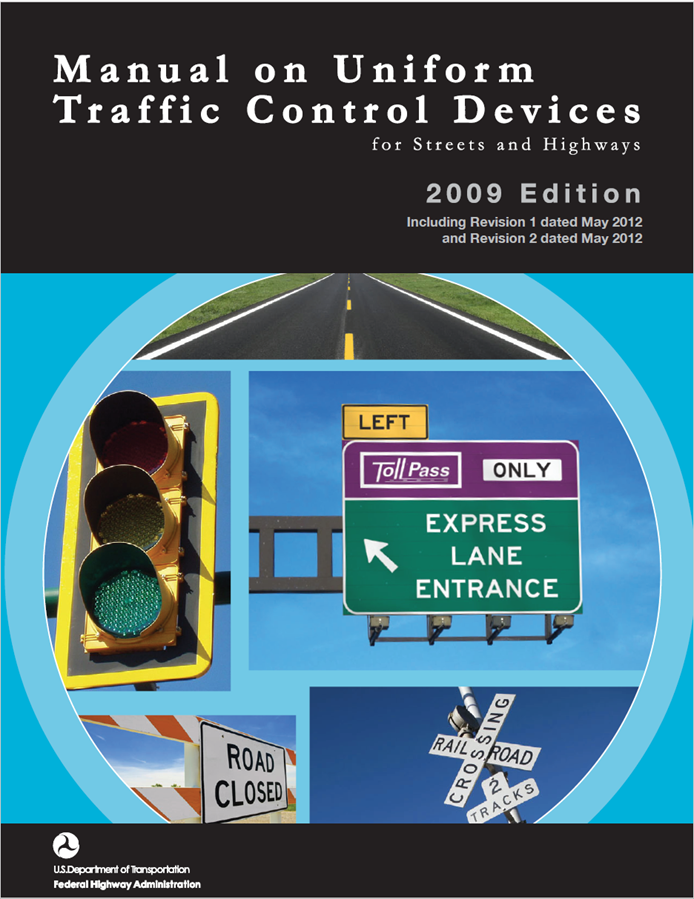 Manual on Uniform
Traffic Control Devices
for Streets and Highways
2009 Edition
Including Revision 1 dated May 2012
and Revision 2 dated May 2012
LEFT
Toll Pass
ONLY
EXPRESS
LANE
ENTRANCE
ROAD
CLOSED
RAIL ROAD
CROSSING
2
TRACKS
U.S.Department of Transportation
Federal Highway Administration